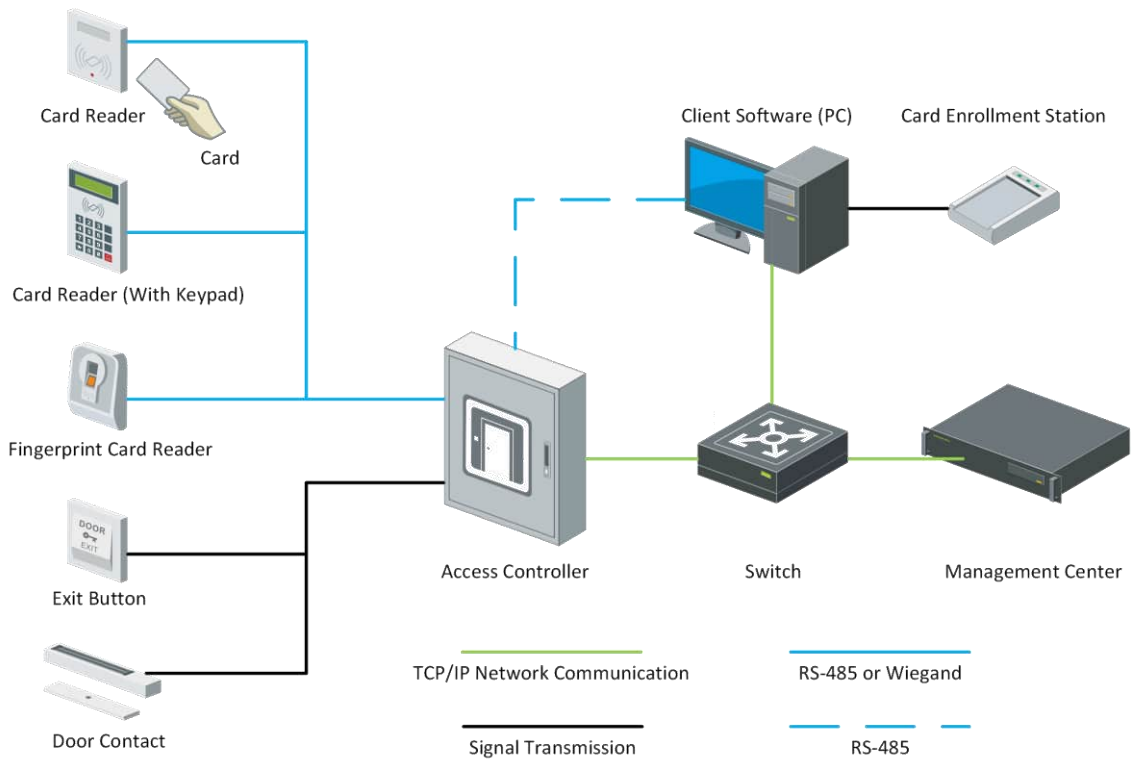 Card Reader
Card
Client Software (PC)
Card Enrollment Station
Card Reader (With Keypad)
Fingerprint Card Reader
DOOR
EXIT
Exit Button
Access Controller
Switch
Management Center
TCP/IP Network Communication
RS-485 or Wiegand
Door Contact
Signal Transmission
RS-485